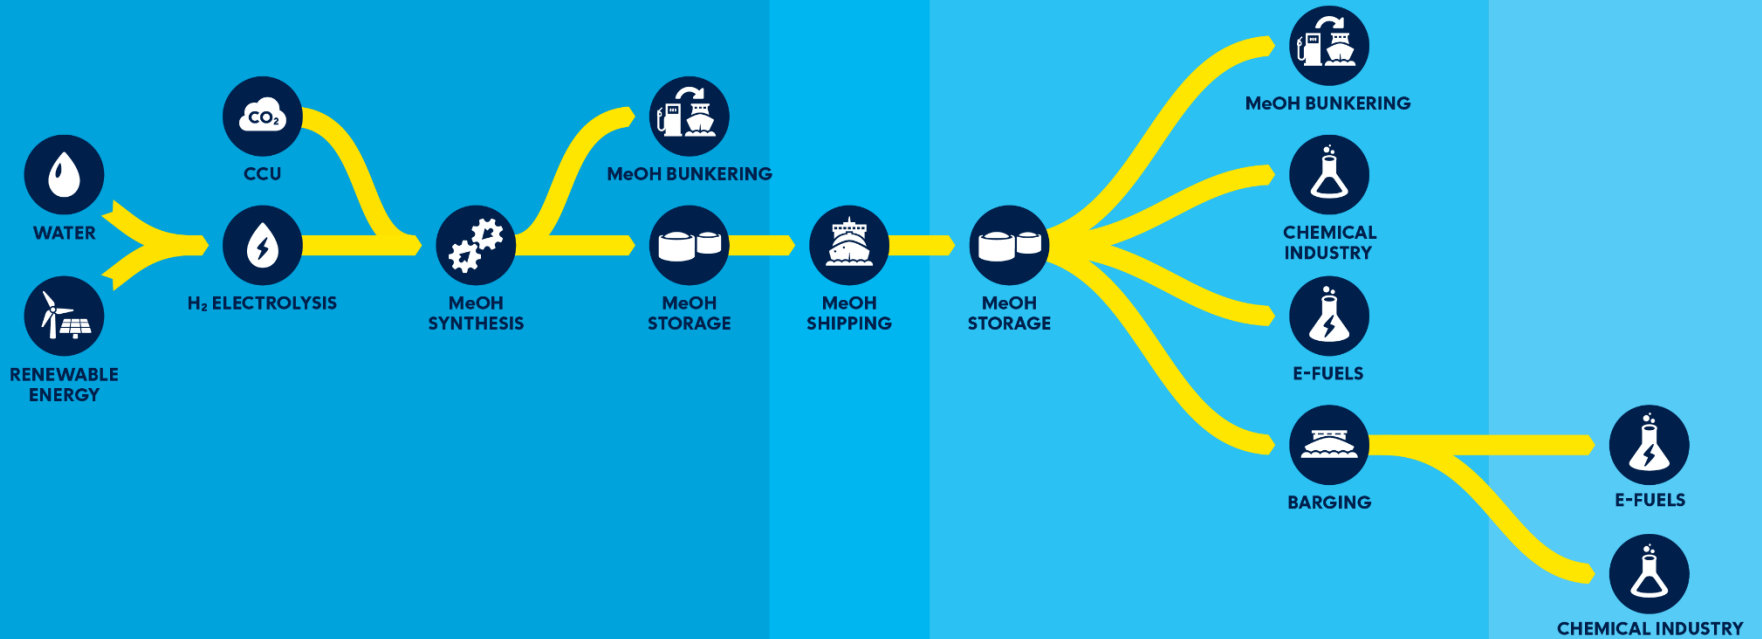 WATER
RENEWABLE
ENERGY
CO₂
CCU
H₂ ELECTROLYSIS
MeOH
SYNTHESIS
MeOH BUNKERING
MeOH
STORAGE
MeOH
SHIPPING
MeOH
STORAGE
MeOH BUNKERING
CHEMICAL
INDUSTRY
E-FUELS
BARGING
E-FUELS
CHEMICAL INDUSTRY